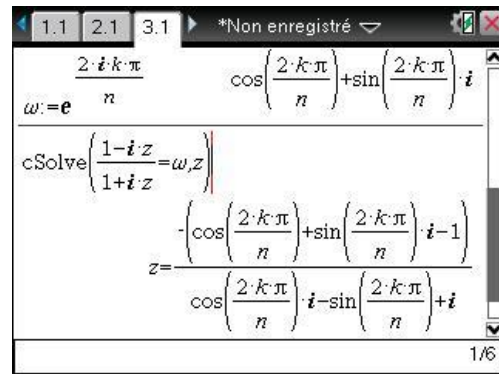 1.1 2.1 3.1 *Non enregistré
ω:=e^(2·i·k·π/n) cos(2·k·π/n)+sin(2·k·π/n)·i
cSolve((1−i·z)/(1+i·z)=ω,z)
z=-(cos(2·k·π/n)+sin(2·k·π/n)·i−1)/(cos(2·k·π/n)·i−sin(2·k·π/n)+i)
1/6